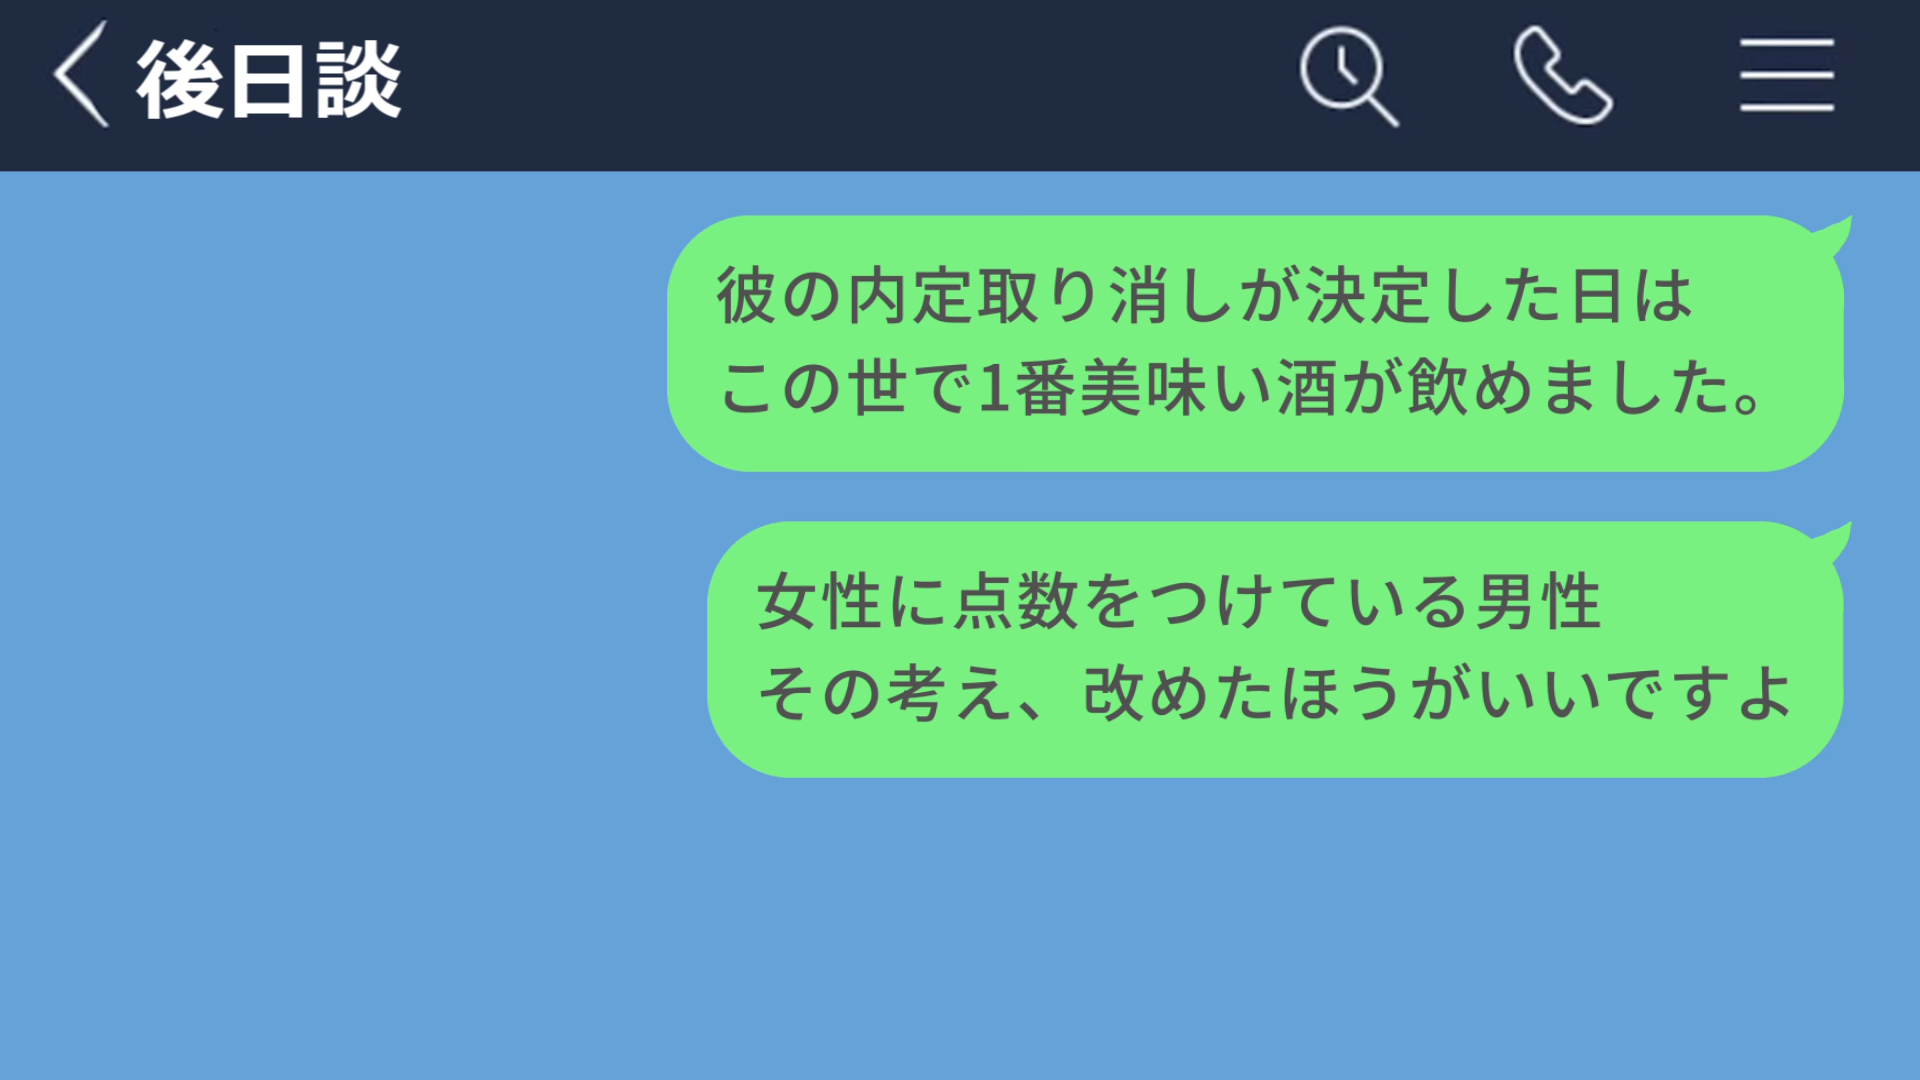 後日談
彼の内定取り消しが決定した日は
この世で1番美味い酒が飲めました。
女性に点数をつけている男性
その考え、改めたほうがいいですよ